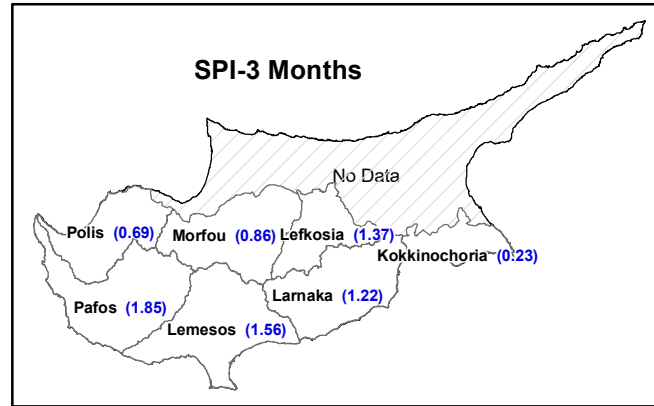 SPI-3 Months
No Data
Polis (0.69)
Morfou (0.86)
Lefkosia (1.37)
Kokkinochoria (0.23)
Pafos (1.85)
Larnaka (1.22)
Lemesos (1.56)